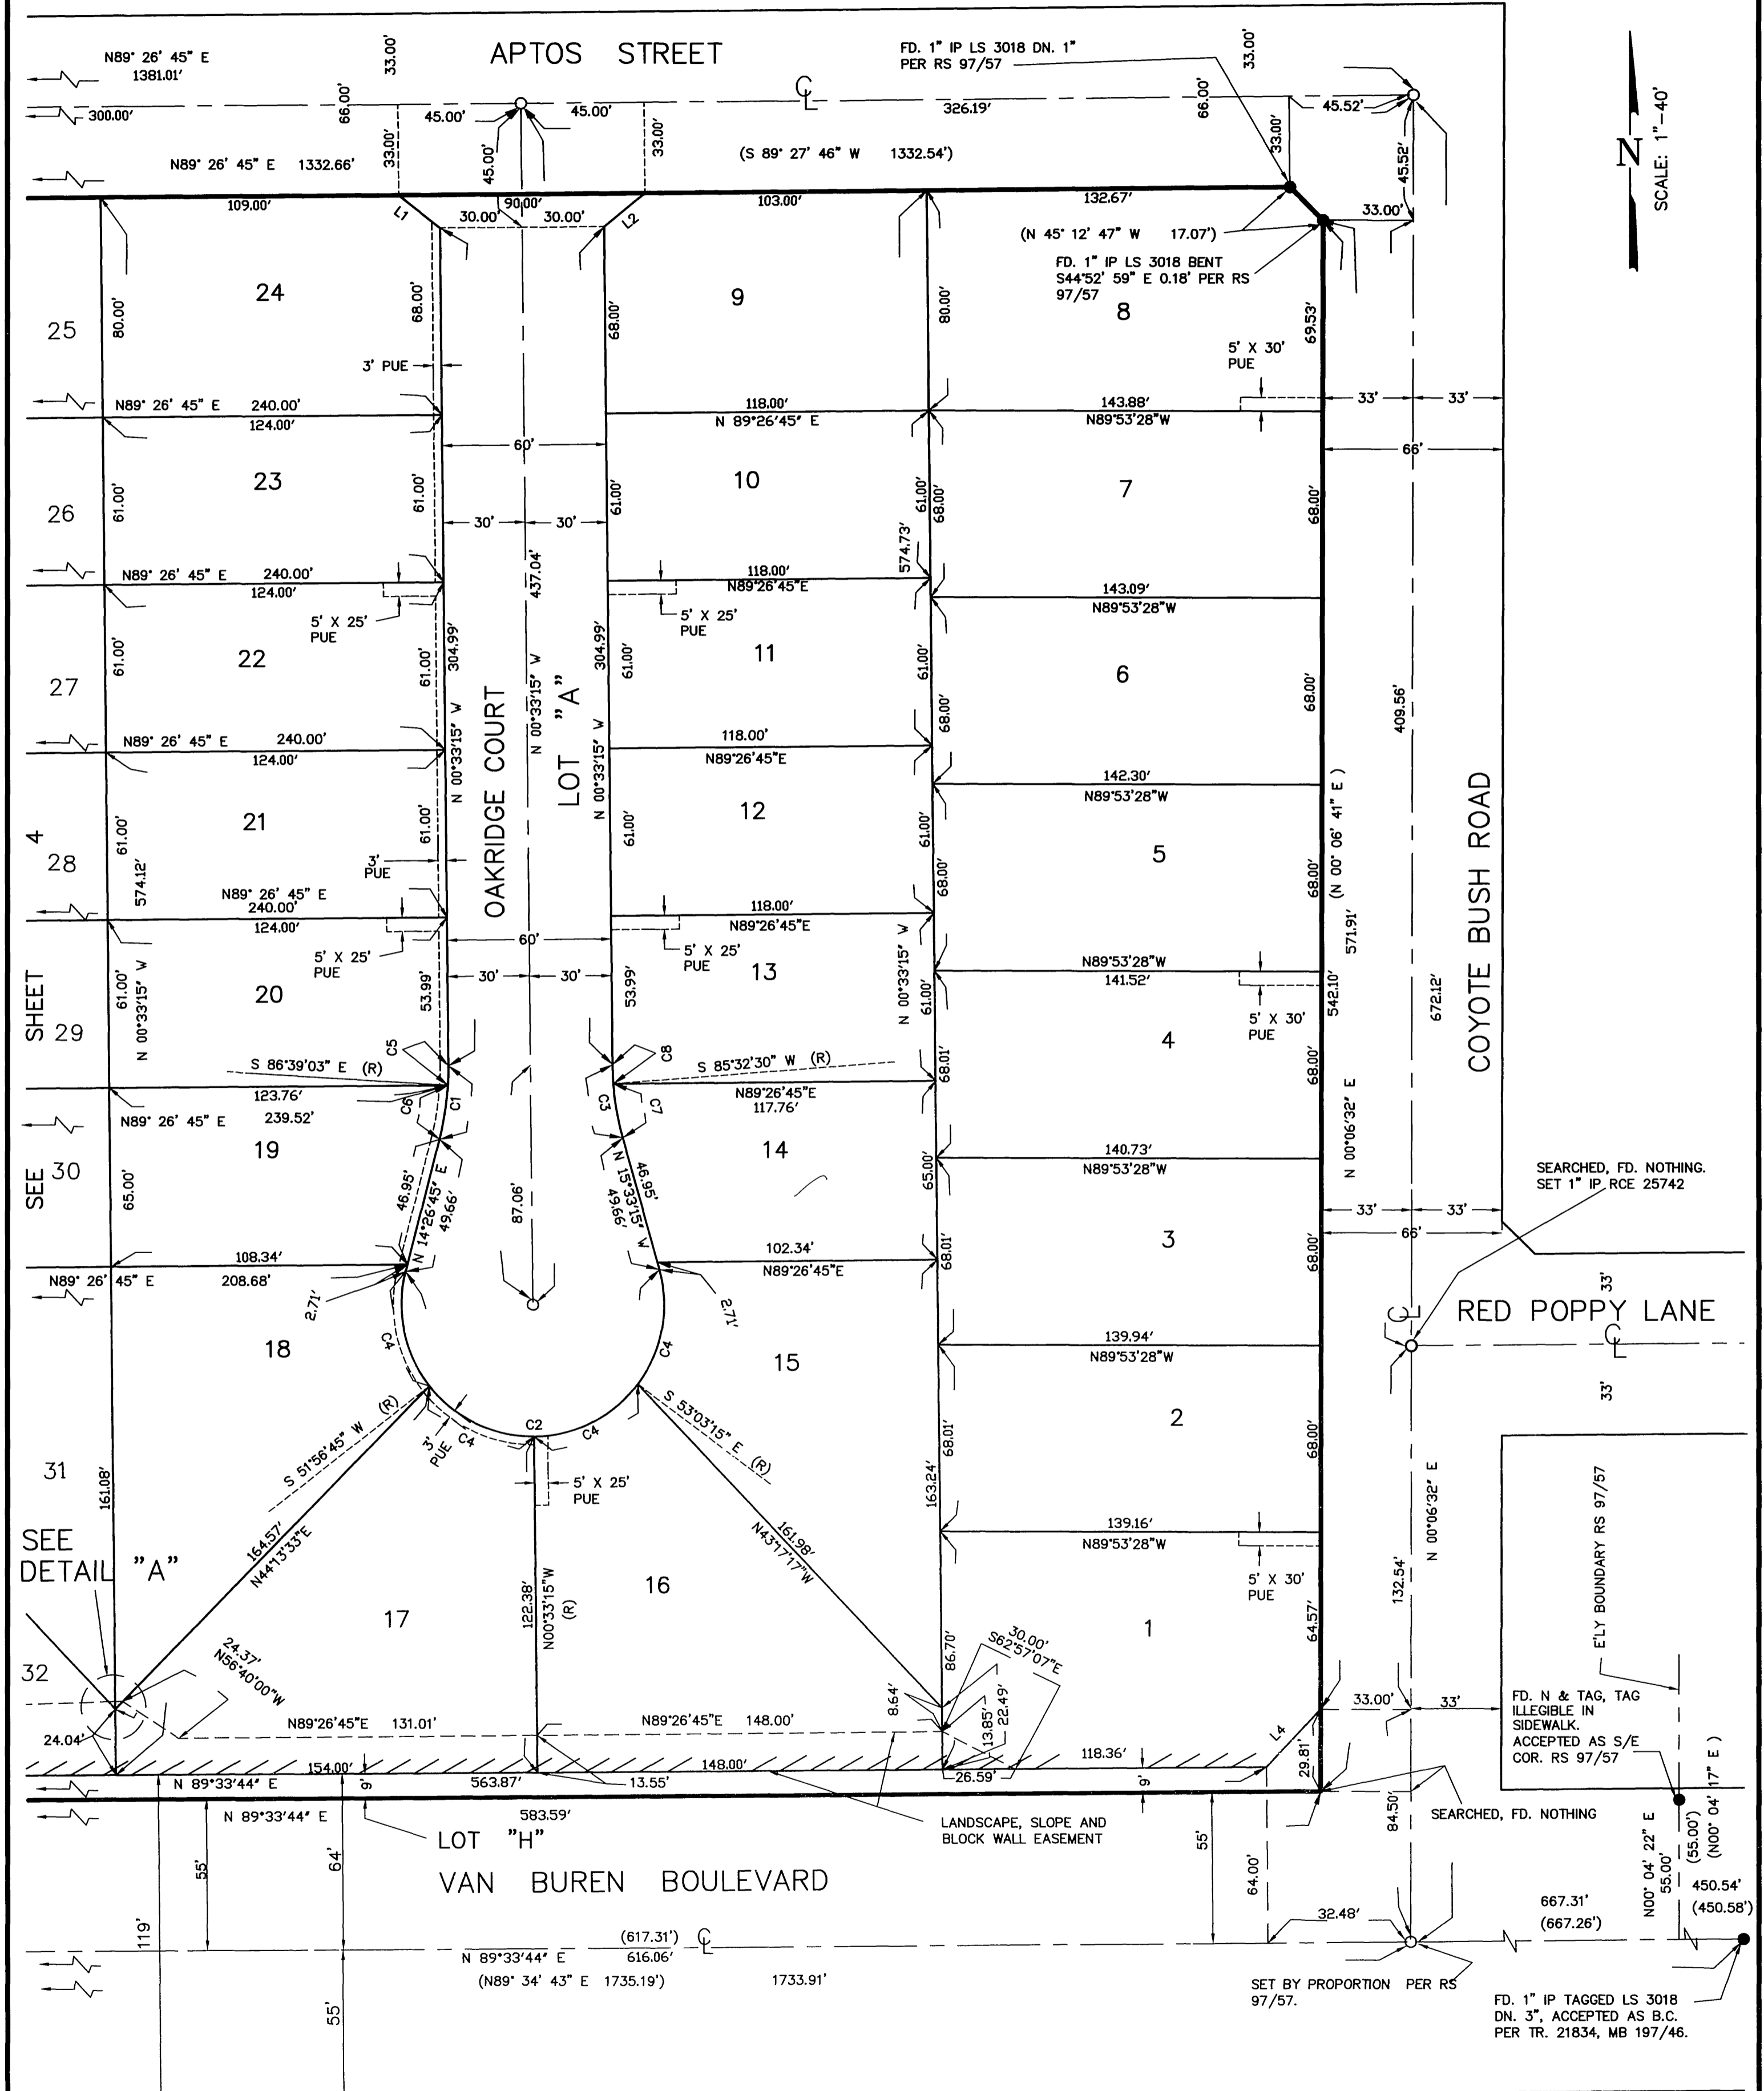 N89° 26' 45" E
1381.01'
33.00'
APTOS STREET
FD. 1" IP LS 3018 DN. 1"
PER RS 97/57
33.00'
300.00'
66.00'
45.00'
45.00'
℄
326.19'
66.00'
45.52'
N
SCALE: 1"-40'
N89° 26' 45" E 1332.66'
33.00'
45.00'
33.00'
(S 89° 27' 46" W 1332.54')
33.00'
45.52'
109.00'
L1
90.00'
30.00'
30.00'
L2
103.00'
132.67'
33.00'
(N 45° 12' 47" W 17.07')
FD. 1" IP LS 3018 BENT
S44°52' 59" E 0.18' PER RS
97/57
25
80.00'
24
68.00'
68.00'
9
80.00'
8
69.53'
3' PUE
5' X 30'
PUE
N89° 26' 45" E 240.00'
124.00'
118.00'
N 89°26'45" E
143.88'
N89°53'28"W
33'
33'
60'
66'
26
61.00'
23
61.00'
61.00'
10
61.00'
68.00'
7
68.00'
30'
30'
574.73'
437.04'
N89° 26' 45" E 240.00'
124.00'
118.00'
N89°26'45"E
143.09'
N89°53'28"W
5' X 25'
PUE
5' X 25'
PUE
27
61.00'
22
61.00'
304.99'
304.99'
61.00'
11
61.00'
68.00'
6
68.00'
409.56'
N 00°33'15" W
N 00°33'15" W
N 00°33'15" W
OAKRIDGE COURT
LOT "A"
N89° 26' 45" E 240.00'
124.00'
118.00'
N89°26'45"E
142.30'
N89°53'28"W
SEE SHEET 4
28
61.00'
574.12'
21
61.00'
61.00'
12
61.00'
68.00'
5
68.00'
(N 00° 06' 41" E )
COYOTE BUSH ROAD
3'
PUE
N89° 26' 45" E
240.00'
124.00'
118.00'
N89°26'45"E
N89°53'28"W
141.52'
571.91'
542.10'
672.12'
60'
5' X 25'
PUE
5' X 25'
PUE
30'
30'
29
61.00'
N 00°33'15" W
20
53.99'
53.99'
13
N 00°33'15" W
61.00'
5' X 30'
PUE
4
68.00'
C5
C8
S 86°39'03" E (R)
S 85°32'30" W (R)
68.01'
123.76'
N89° 26' 45" E 239.52'
C6
C1
C3
C7
N89°26'45"E
117.76'
N 00°06'32" E
30
65.00'
19
46.95'
N 14°26'45" E
49.66'
87.06'
46.95'
N 15°33'15" W
49.66'
14
65.00'
140.73'
N89°53'28"W
SEARCHED, FD. NOTHING.
SET 1" IP RCE 25742
33'
33'
66'
3
68.00'
68.01'
108.34'
N89° 26' 45" E 208.68'
102.34'
N89°26'45"E
2.71'
2.71'
33'
℄
RED POPPY LANE
℄
18
C4
C4
15
139.94'
N89°53'28"W
33'
S 51°56'45" W (R)
3'
PUE
C4
C2
C4
S 53°03'15" E (R)
68.01'
2
68.00'
31
161.08'
5' X 25'
PUE
163.24'
N 00°06'32" E
E'LY BOUNDARY RS 97/57
SEE
DETAIL "A"
164.57'
N44°13'33"E
161.98'
N43°17'17"W
139.16'
N89°53'28"W
5' X 30'
PUE
132.54'
122.38'
N00°33'15"W
(R)
16
17
1
64.57'
32
24.37'
N56°40'00"W
86.70'
30.00'
S62°57'07"E
33.00'
33'
FD. N & TAG, TAG
ILLEGIBLE IN
SIDEWALK.
ACCEPTED AS S/E
COR. RS 97/57
24.04'
N89°26'45"E 131.01'
N89°26'45"E 148.00'
8.64'
13.85'
22.49'
L4
118.36'
29.81'
154.00'
9'
148.00'
N 89°33'44" E
563.87'
13.55'
26.59'
9'
N 89°33'44" E
583.59'
LANDSCAPE, SLOPE AND
BLOCK WALL EASEMENT
84.50'
SEARCHED, FD. NOTHING
LOT "H"
55'
64'
55'
VAN BUREN BOULEVARD
64.00'
N00° 04' 22" E
55.00'
(55.00')
(N00° 04' 17" E )
450.54'
(450.58')
119'
32.48'
667.31'
(667.26')
(617.31')
℄
N 89°33'44" E 616.06'
(N89° 34' 43" E 1735.19')
1733.91'
SET BY PROPORTION PER RS
97/57.
55'
FD. 1" IP TAGGED LS 3018
DN. 3", ACCEPTED AS B.C.
PER TR. 21834, MB 197/46.